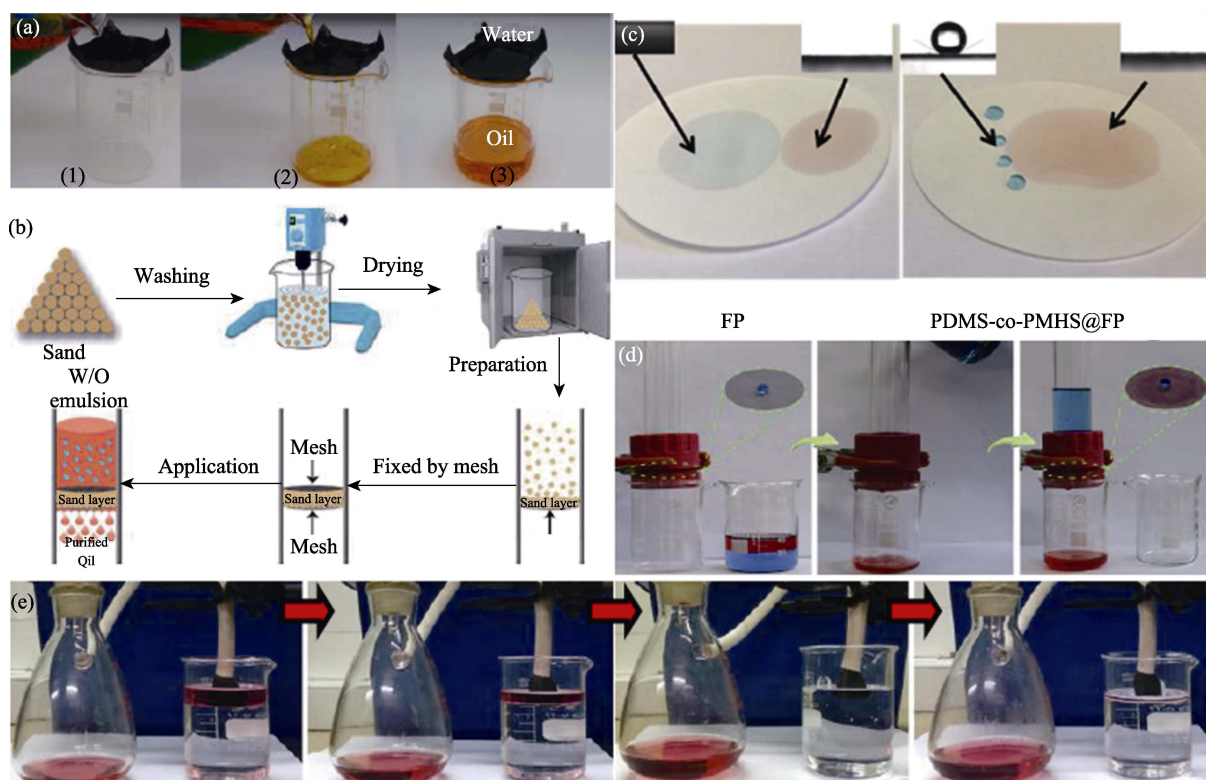 (a)
Water
Oil
(1)
(2)
(3)
(b)
Washing
Drying
Sand
Preparation
W/O
emulsion
Application
Sand layer
Purified
Qil
Mesh
Sand layer
Mesh
Fixed by mesh
Sand layer
(c)
FP
PDMS-co-PMHS@FP
(d)
(e)